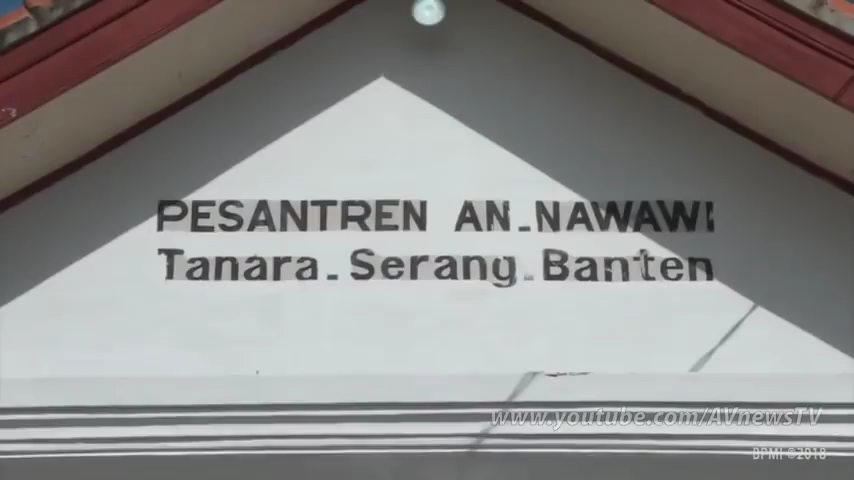 PESANTREN AN-NAWAWI
Tanara-Serang-Banten
www.youtube.com/AVnewsTV
BPMI ©2018